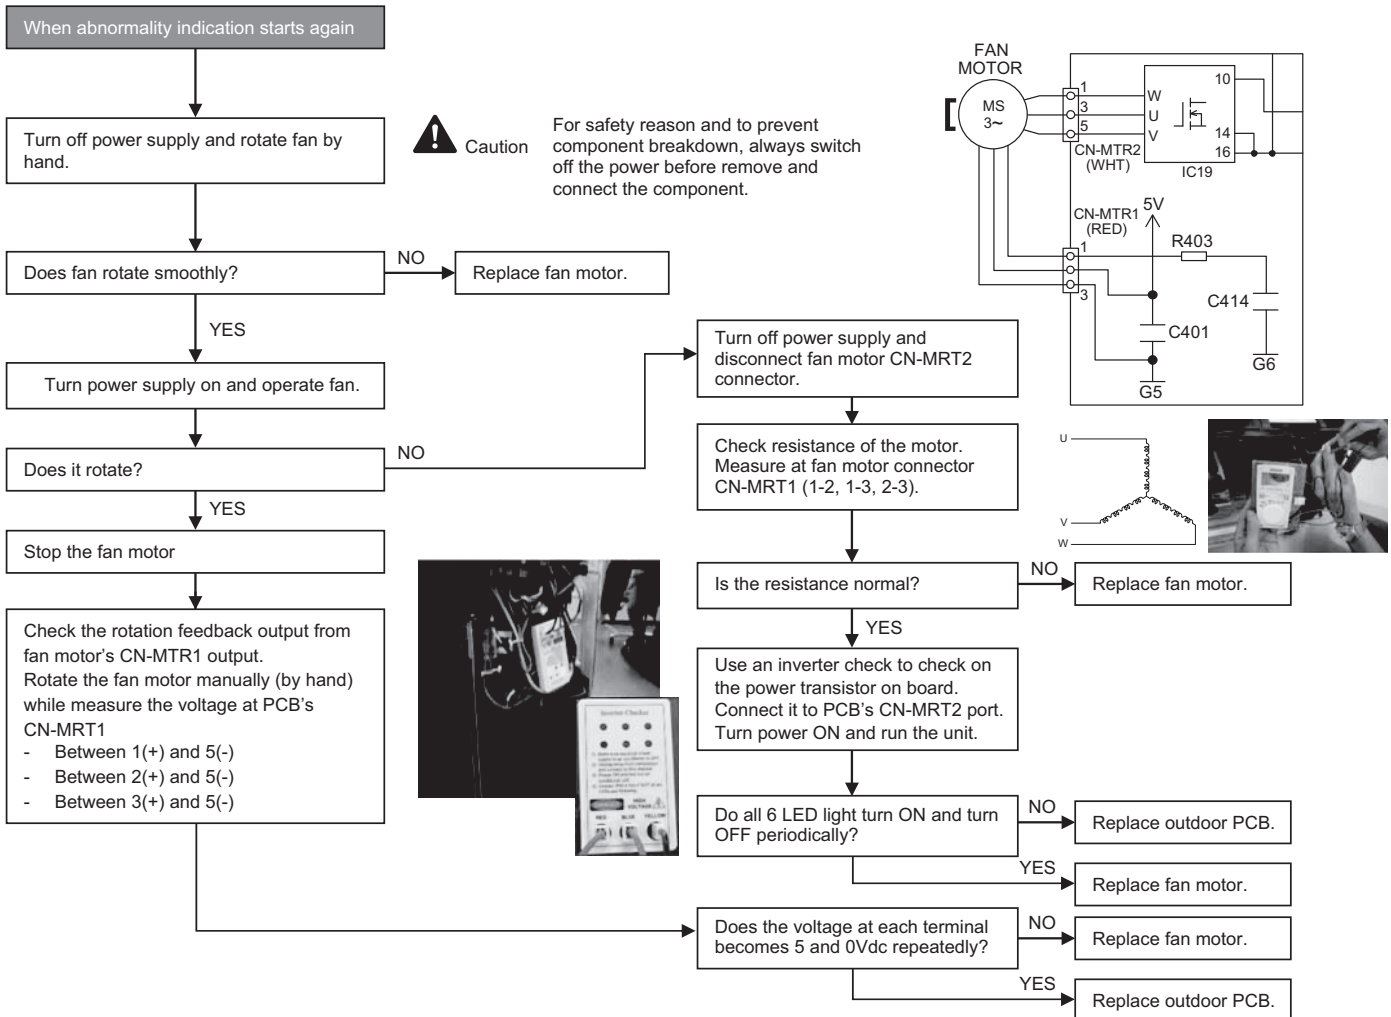 When abnormality indication starts again
Turn off power supply and rotate fan by
hand.
Caution
For safety reason and to prevent
component breakdown, always switch
off the power before remove and
connect the component.
Does fan rotate smoothly?
NO
Replace fan motor.
YES
Turn power supply on and operate fan.
Does it rotate?
NO
YES
Stop the fan motor
Check the rotation feedback output from
fan motor's CN-MTR1 output.
Rotate the fan motor manually (by hand)
while measure the voltage at PCB's
CN-MRT1
- Between 1(+) and 5(-)
- Between 2(+) and 5(-)
- Between 3(+) and 5(-)
Turn off power supply and
disconnect fan motor CN-MRT2
connector.
Check resistance of the motor.
Measure at fan motor connector
CN-MRT1 (1-2, 1-3, 2-3).
Is the resistance normal?
NO
Replace fan motor.
YES
Use an inverter check to check on
the power transistor on board.
Connect it to PCB's CN-MRT2 port.
Turn power ON and run the unit.
Do all 6 LED light turn ON and turn
OFF periodically?
NO
Replace outdoor PCB.
YES
Replace fan motor.
Does the voltage at each terminal
becomes 5 and 0Vdc repeatedly?
NO
Replace fan motor.
YES
Replace outdoor PCB.
FAN
MOTOR
MS
3~
1
3
5
W
U
V
10
14
16
CN-MTR2
(WHT)
IC19
CN-MTR1
(RED)
5V
1
3
R403
C414
C401
G6
G5
U
V
W
Inverter Checker
HIGH
VOLTAGE
RED BLUE YELLOW